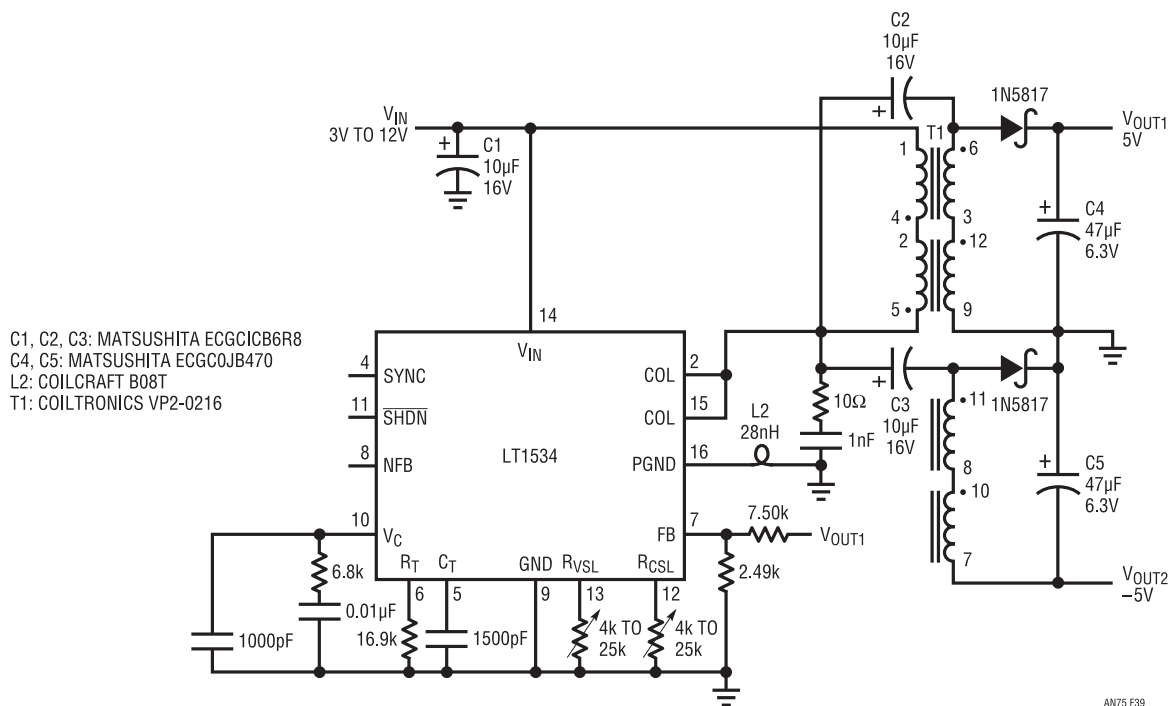 C2
10µF
16V
+
1N5817
VOUT1
5V
VIN
3V TO 12V
+
C1
10µF
16V
T1
1
6
4
3
2
12
5
9
+
C4
47µF
6.3V
C1, C2, C3: MATSUSHITA ECGCICB6R8
C4, C5: MATSUSHITA ECGC0JB470
L2: COILCRAFT B08T
T1: COILTRONICS VP2-0216
14
VIN
4
SYNC
11
SHDN
8
NFB
LT1534
2
COL
15
COL
16
PGND
L2
28nH
10Ω
1nF
+
C3
10µF
16V
1N5817
11
8
10
7
+
C5
47µF
6.3V
VOUT2
–5V
10
VC
7
FB
7.50k
VOUT1
2.49k
RT
CT
GND
RVSL
RCSL
6
5
9
13
12
6.8k
0.01µF
1000pF
16.9k
1500pF
4k TO
25k
4k TO
25k
AN75 F39